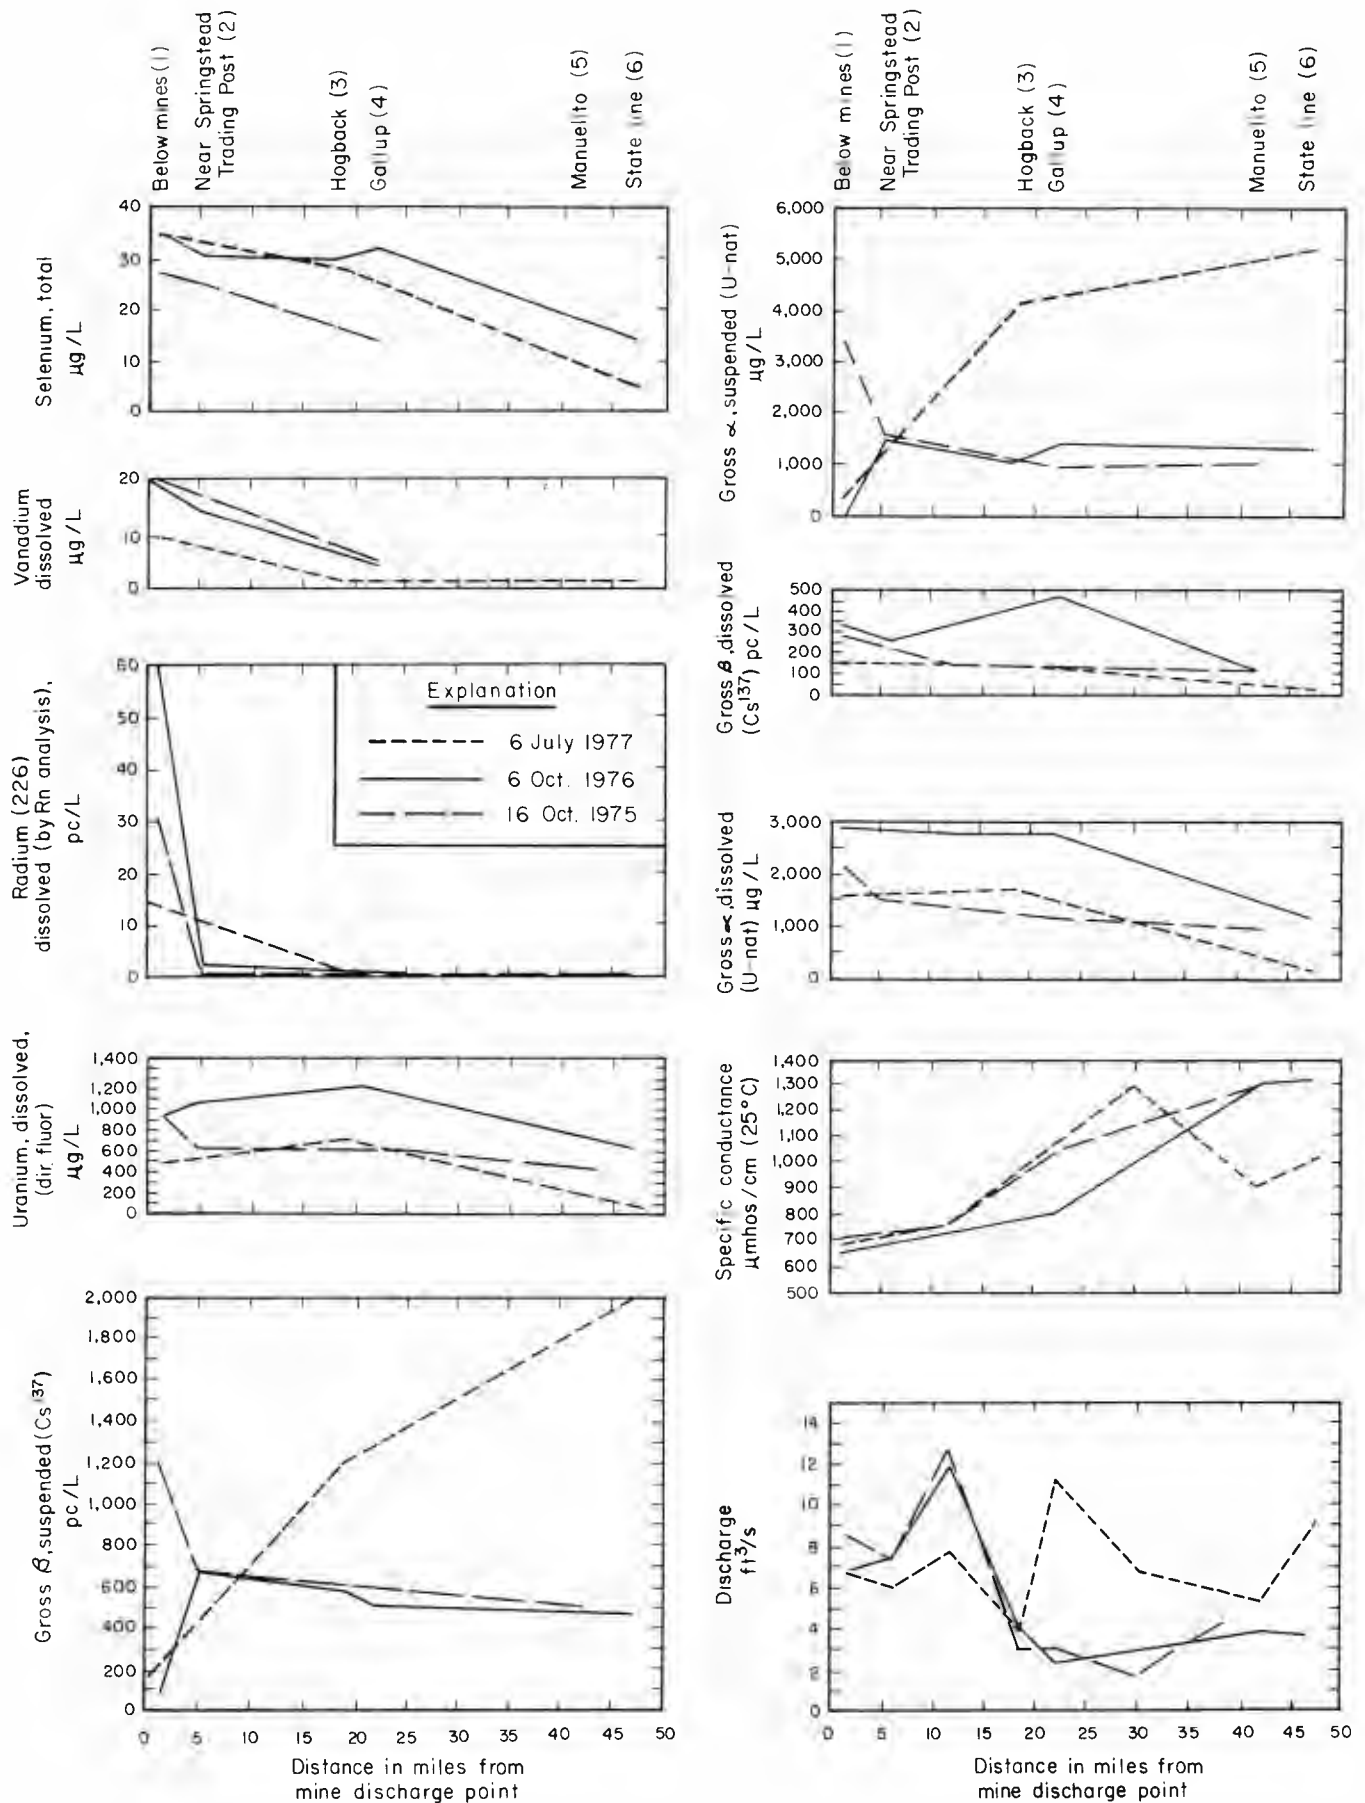 Below mines (1)
Near Springstead
Trading Post (2)
Hogback (3)
Gallup (4)
Manuelito (5)
State line (6)
Selenium, total
µg/L
40
30
20
10
0
Vanadium
dissolved
µg/L
20
10
0
Radium (226)
dissolved (by Rn analysis),
pc/L
60
50
40
30
20
10
0
Explanation
6 July 1977
6 Oct. 1976
16 Oct. 1975
Uranium, dissolved,
(dir. fluor)
µg/L
1,400
1,200
1,000
800
600
400
200
0
Gross β, suspended (Cs¹³⁷)
pc/L
2,000
1,800
1,600
1,400
1,200
1,000
800
600
400
200
0
0 5 10 15 20 25 30 35 40 45 50
Distance in miles from
mine discharge point
Below mines (1)
Near Springstead
Trading Post (2)
Hogback (3)
Gallup (4)
Manuelito (5)
State line (6)
Gross α, suspended (U-nat)
µg/L
6,000
5,000
4,000
3,000
2,000
1,000
0
Gross β, dissolved
(Cs¹³⁷) pc/L
500
400
300
200
100
0
Gross α, dissolved
(U-nat) µg/L
3,000
2,000
1,000
0
Specific conductance
µmhos/cm (25°C)
1,400
1,300
1,200
1,100
1,000
900
800
700
600
500
Discharge
ft³/s
14
12
10
8
6
4
2
0
0 5 10 15 20 25 30 35 40 45 50
Distance in miles from
mine discharge point